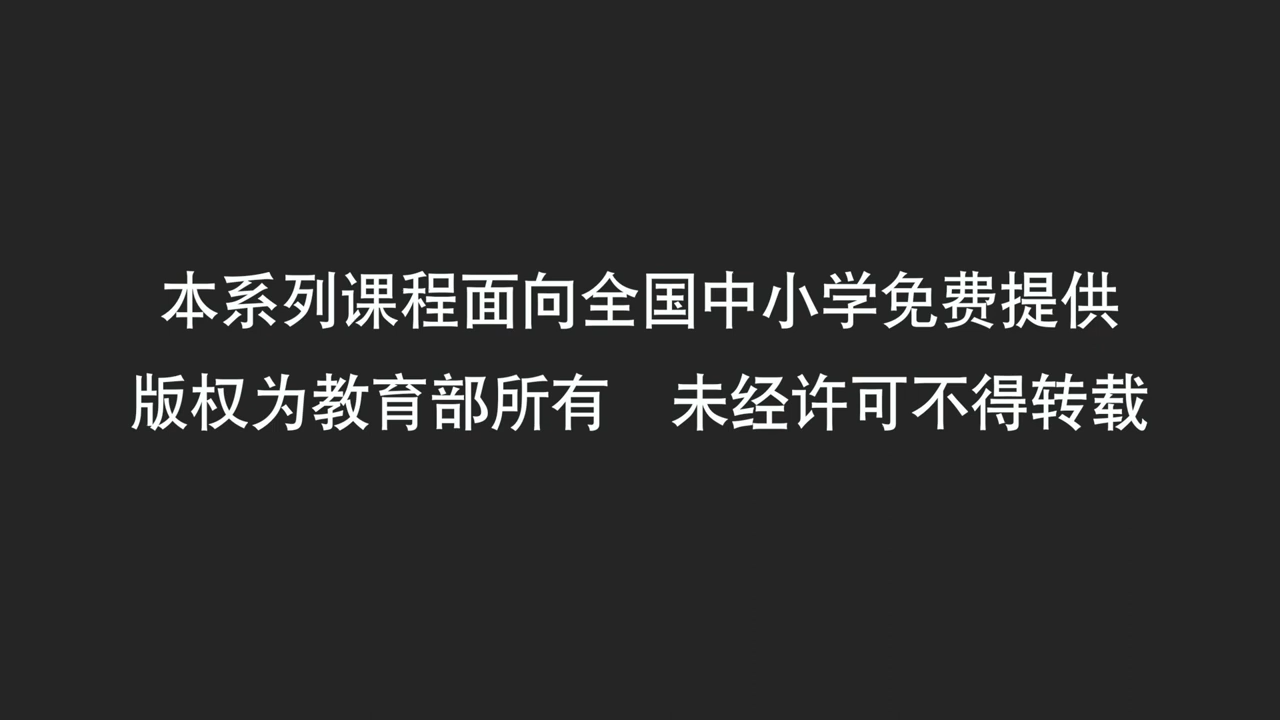 本系列课程面向全国中小学免费提供
版权为教育部所有　未经许可不得转载